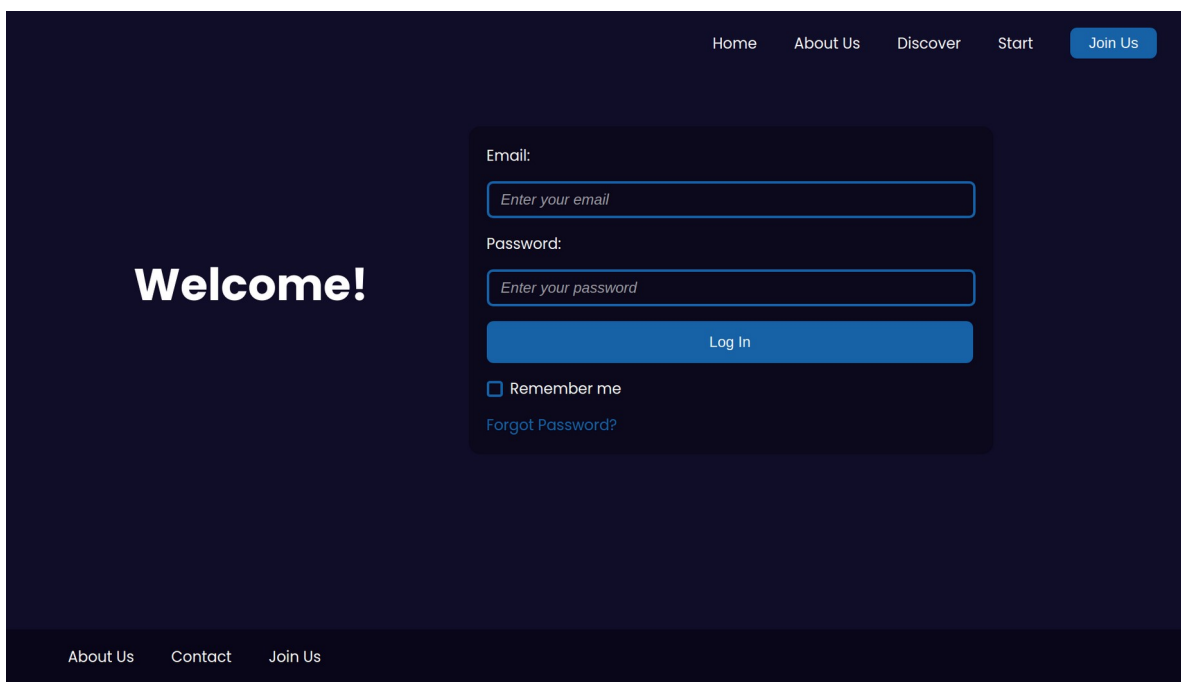 Home About Us Discover Start Join Us
Email:
Enter your email
Password:
Welcome!
Enter your password
Log In
Remember me
Forgot Password?
About Us Contact Join Us